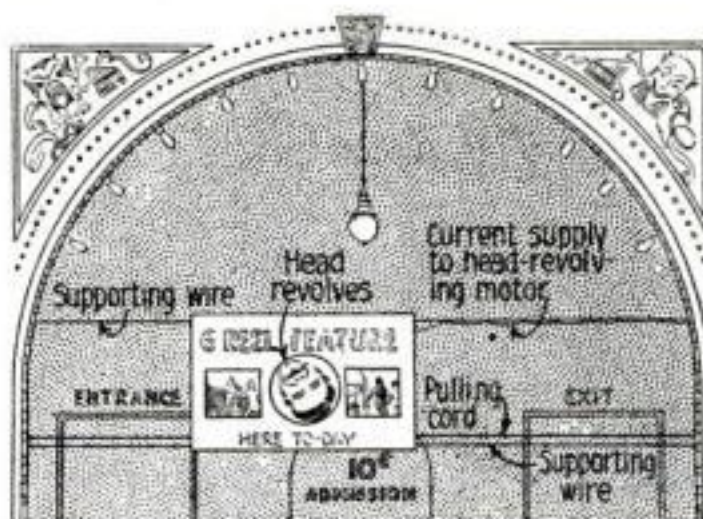 Current supply
to head-revolv-
ing motor
Head
revolves
Supporting wire
6 REEL FEATURE
ENTRANCE
EXIT
Pulling
cord
HERE TO-DAY
10¢
ADMISSION
Supporting
wire